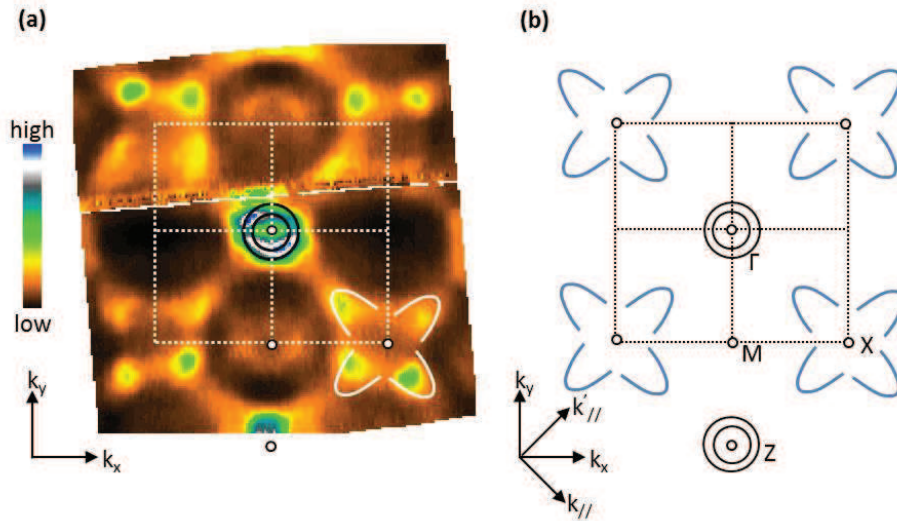 (a)
high
low
k_y
k_x
(b)
Γ
M
X
k_y
k'_//
k_x
k_//
Z